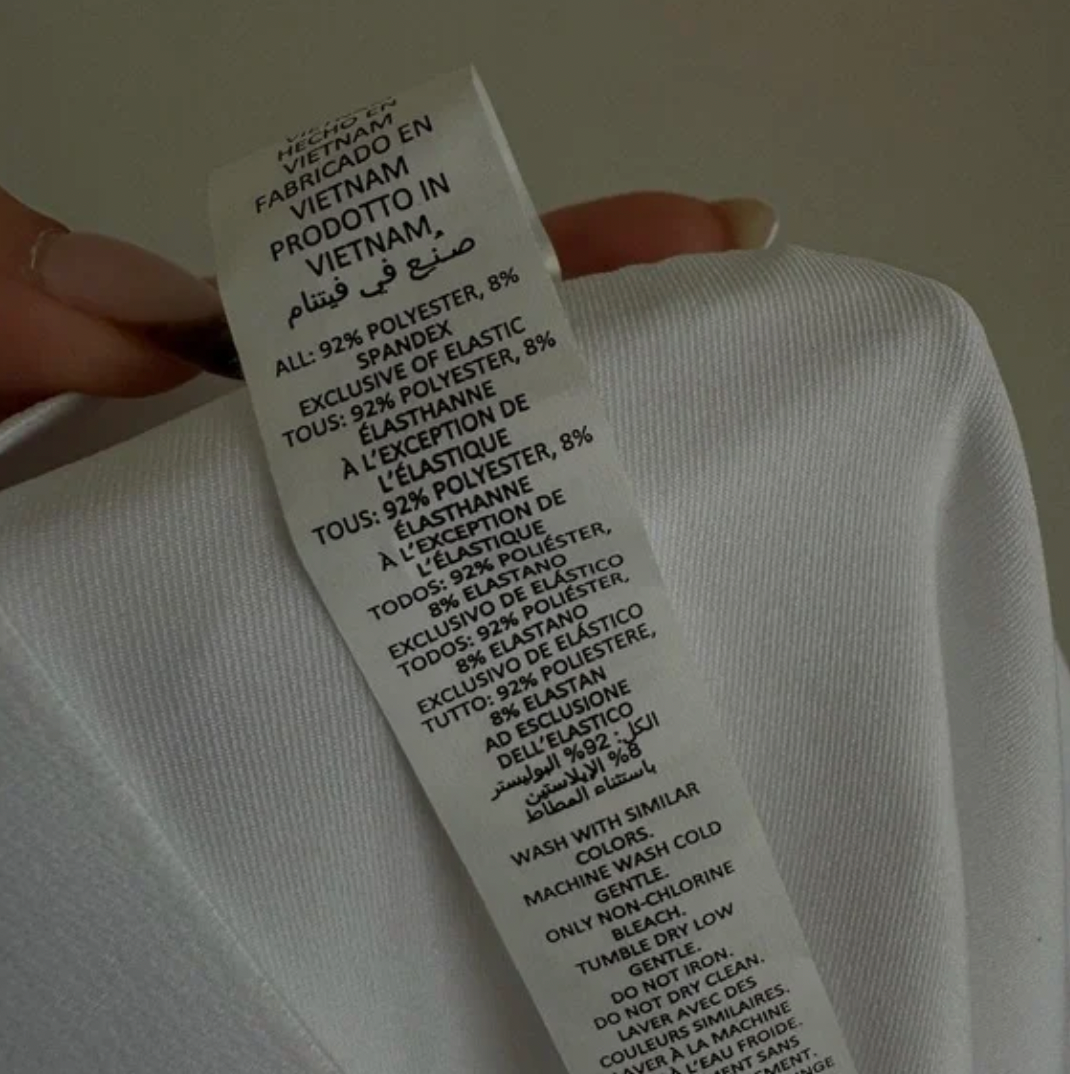 HECHO EN
VIETNAM
FABRICADO EN
VIETNAM
PRODOTTO IN
VIETNAM,
صنع في فيتنام
ALL: 92% POLYESTER, 8%
SPANDEX
EXCLUSIVE OF ELASTIC
TOUS: 92% POLYESTER, 8%
ÉLASTHANNE
À L'EXCEPTION DE
L'ÉLASTIQUE
TOUS: 92% POLYESTER, 8%
ÉLASTHANNE
À L'EXCEPTION DE
L'ÉLASTIQUE
TODOS: 92% POLIÉSTER,
8% ELASTANO
EXCLUSIVO DE ELÁSTICO
TODOS: 92% POLIÉSTER,
8% ELASTANO
EXCLUSIVO DE ELÁSTICO
TUTTO: 92% POLIESTERE,
8% ELASTAN
AD ESCLUSIONE
DELL'ELASTICO
الكل: 92% البوليستر
8% الإيلاستين
باستثناء المطاط
WASH WITH SIMILAR
COLORS.
MACHINE WASH COLD
GENTLE.
ONLY NON-CHLORINE
BLEACH.
TUMBLE DRY LOW
GENTLE.
DO NOT IRON.
DO NOT DRY CLEAN.
LAVER AVEC DES
COULEURS SIMILAIRES.
À LA MACHINE
L'EAU FROIDE.
SANS